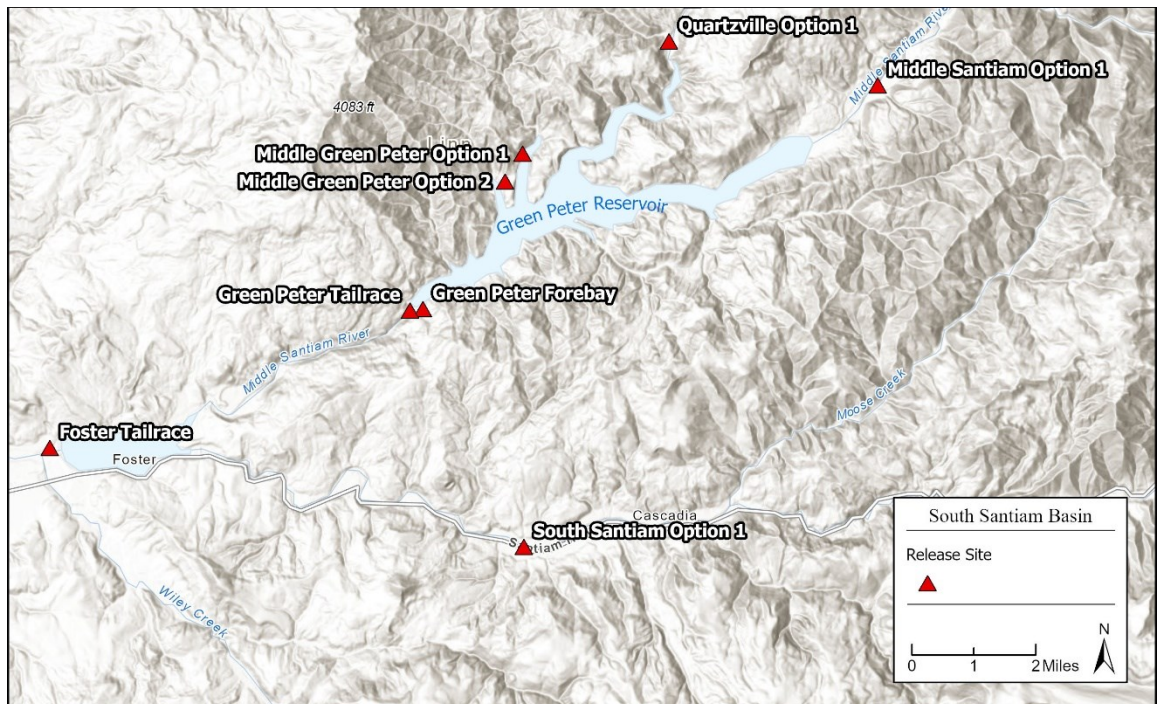 Quartzville Option 1
Middle Santiam River
Middle Santiam Option 1
4083 ft
Linn
Middle Green Peter Option 1
Middle Green Peter Option 2
Green Peter Reservoir
Green Peter Tailrace
Green Peter Forebay
Middle Santiam River
Moose Creek
Foster Tailrace
Foster
Cascadia
South Santiam Option 1
Wiley Creek
South Santiam Basin
Release Site
N
0 1 2 Miles